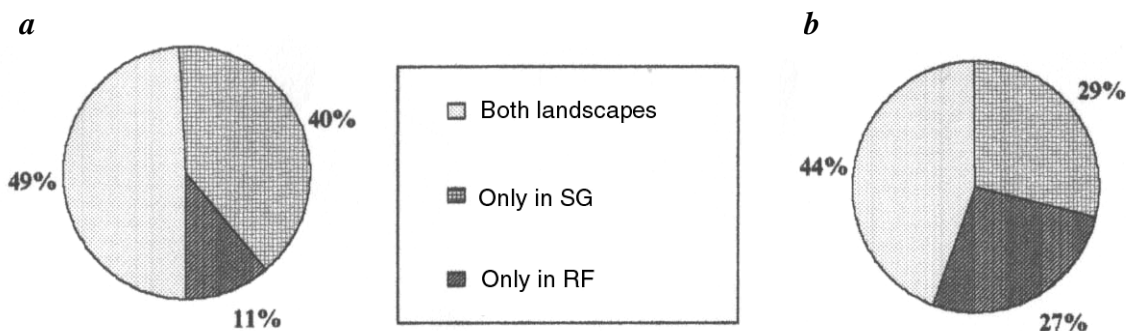 a
40%
49%
11%
Both landscapes
Only in SG
Only in RF
b
29%
44%
27%